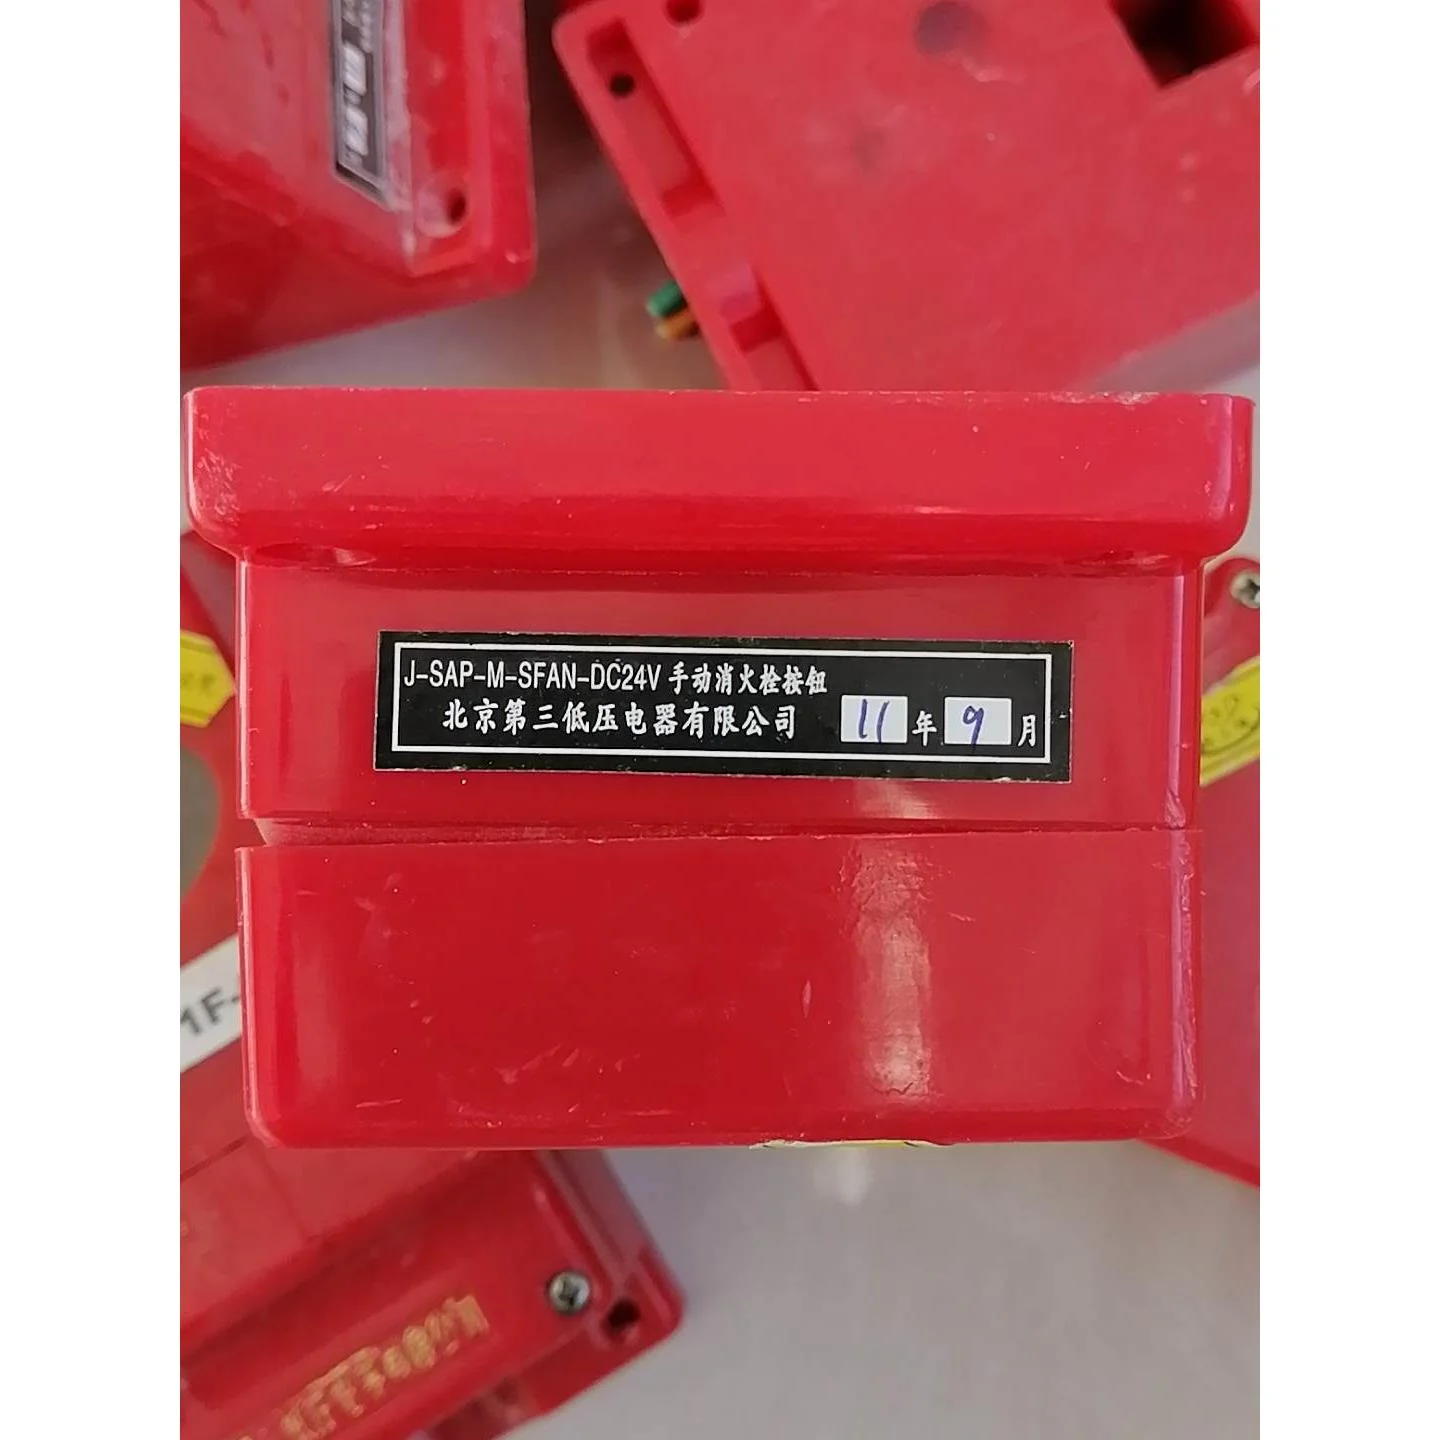 J-SAP-M-SFAN-DC24V 手动消火栓按钮
北京第三低压电器有限公司 11 年 9 月
1F-